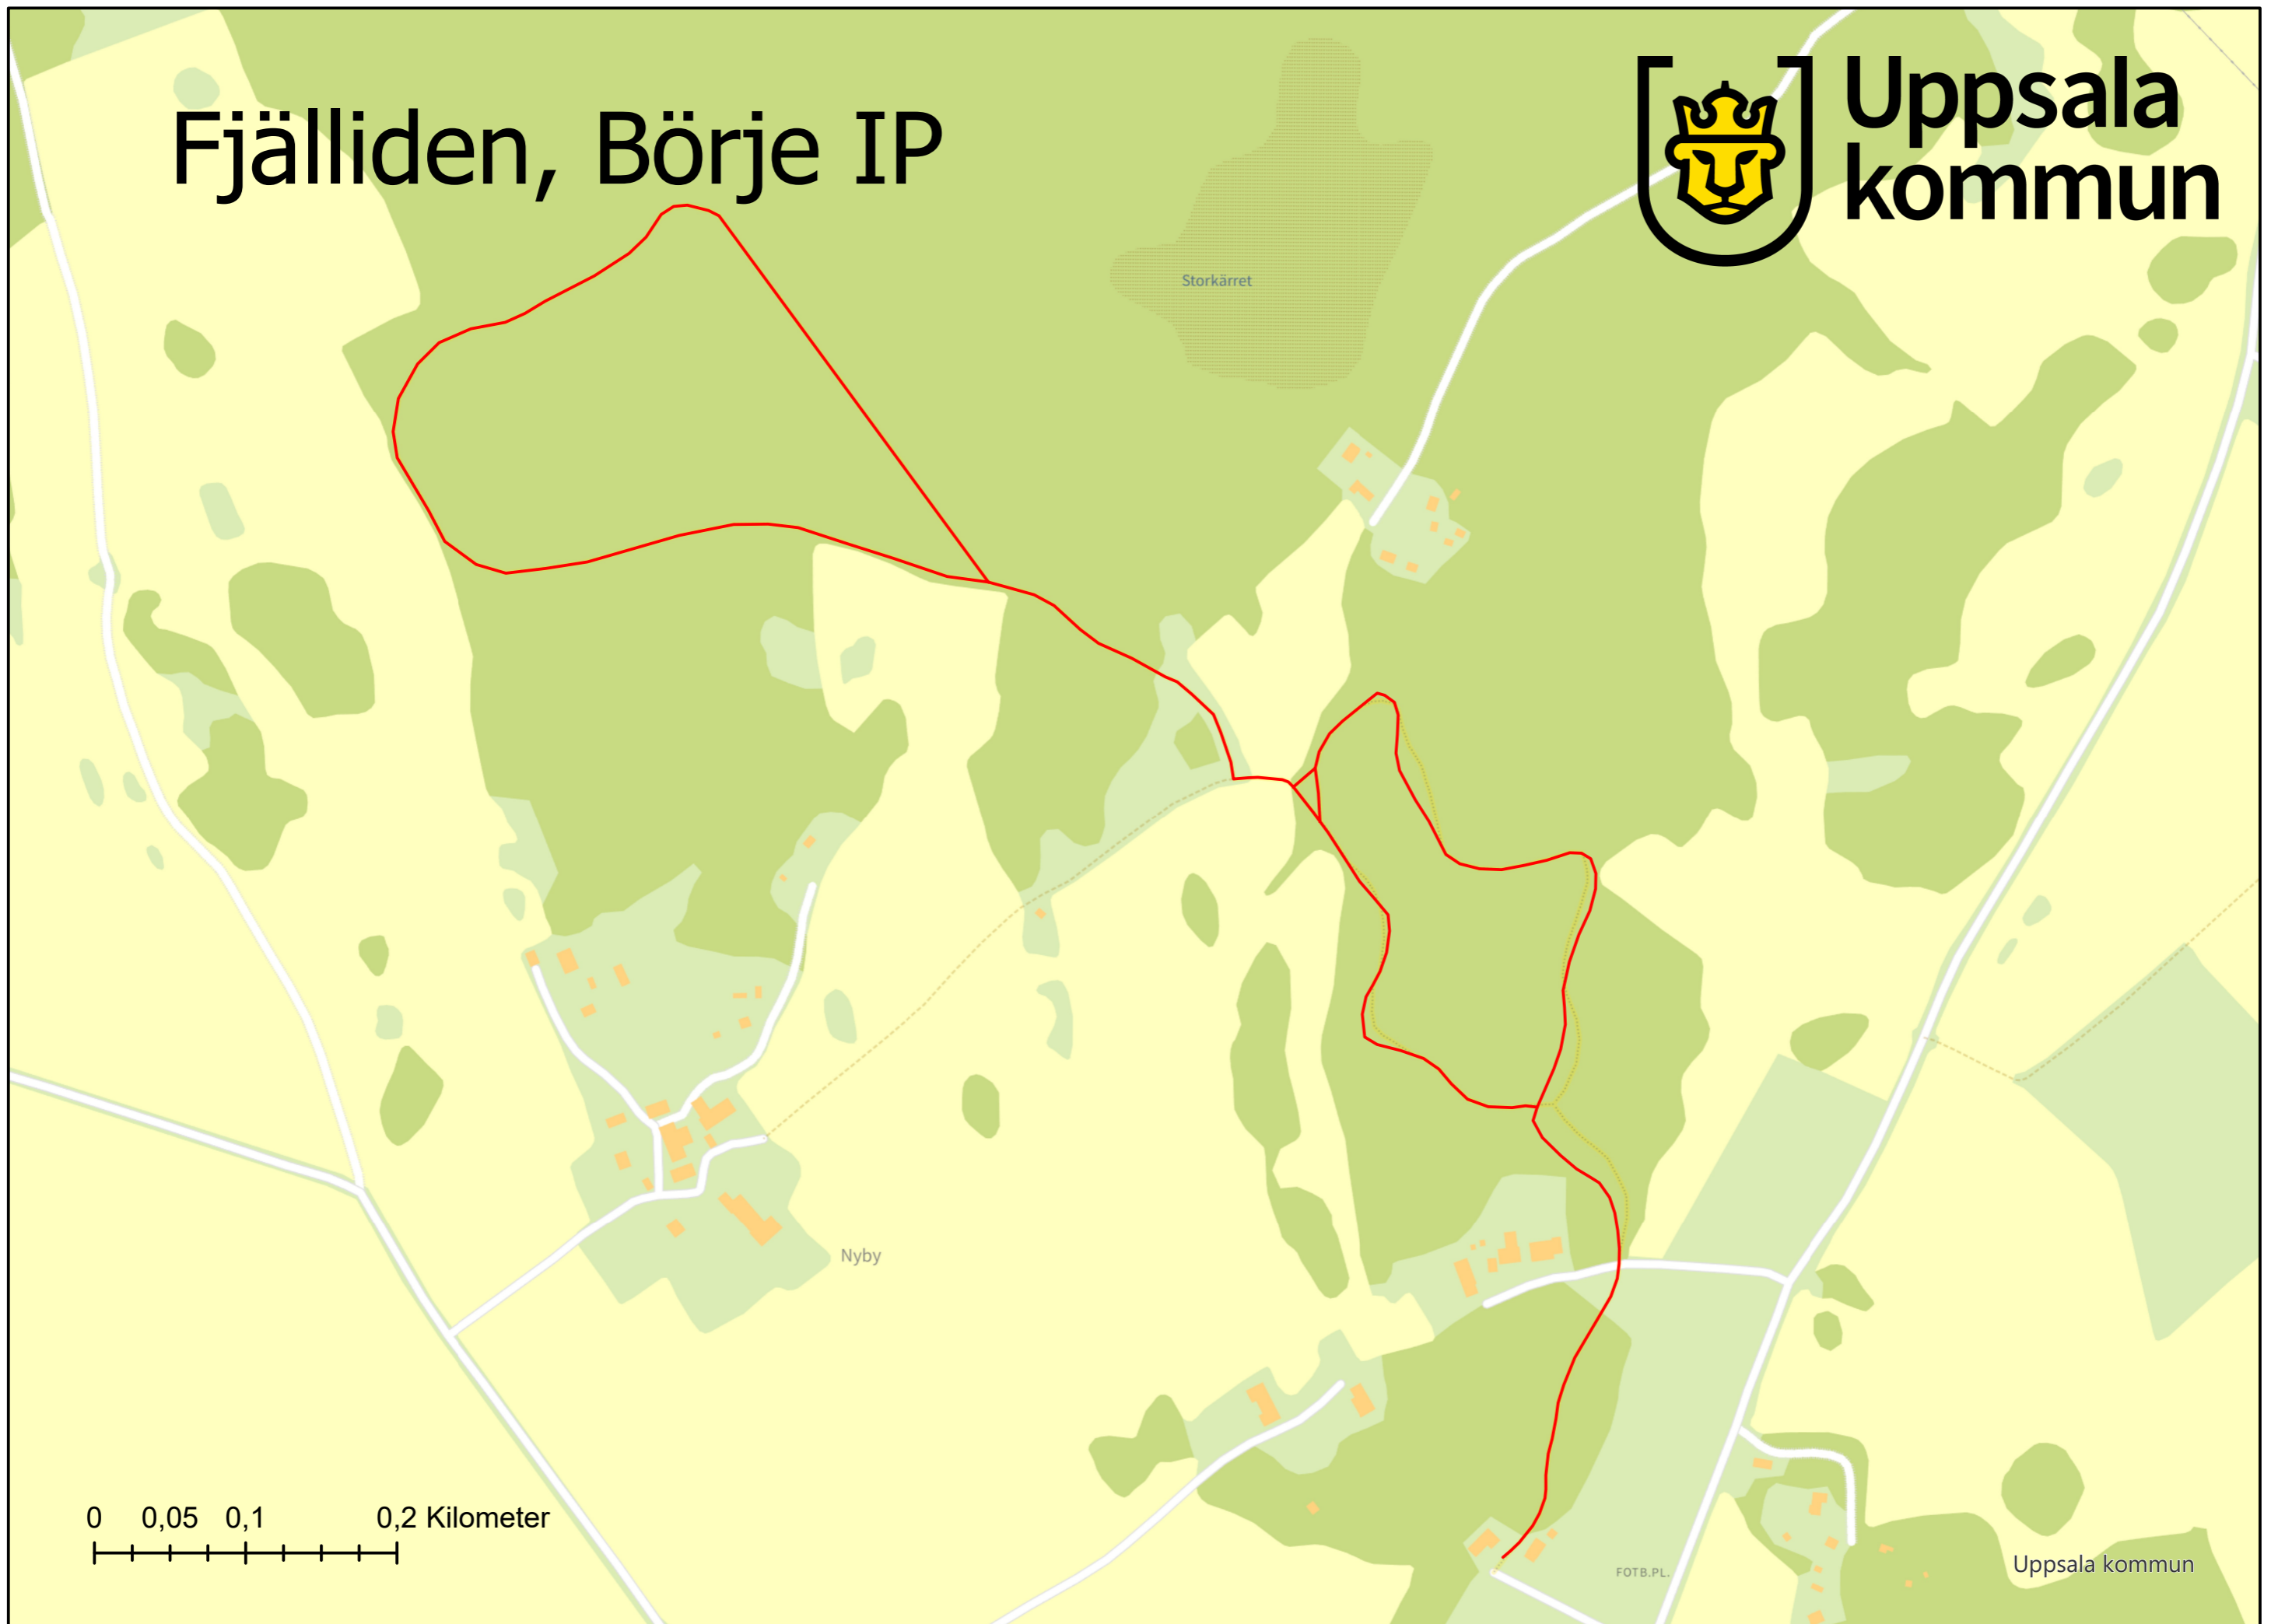 Fjälliden, Börje IP
Uppsala
kommun
Storkärret
Nyby
0 0,05 0,1 0,2 Kilometer
FOTB.PL.
Uppsala kommun